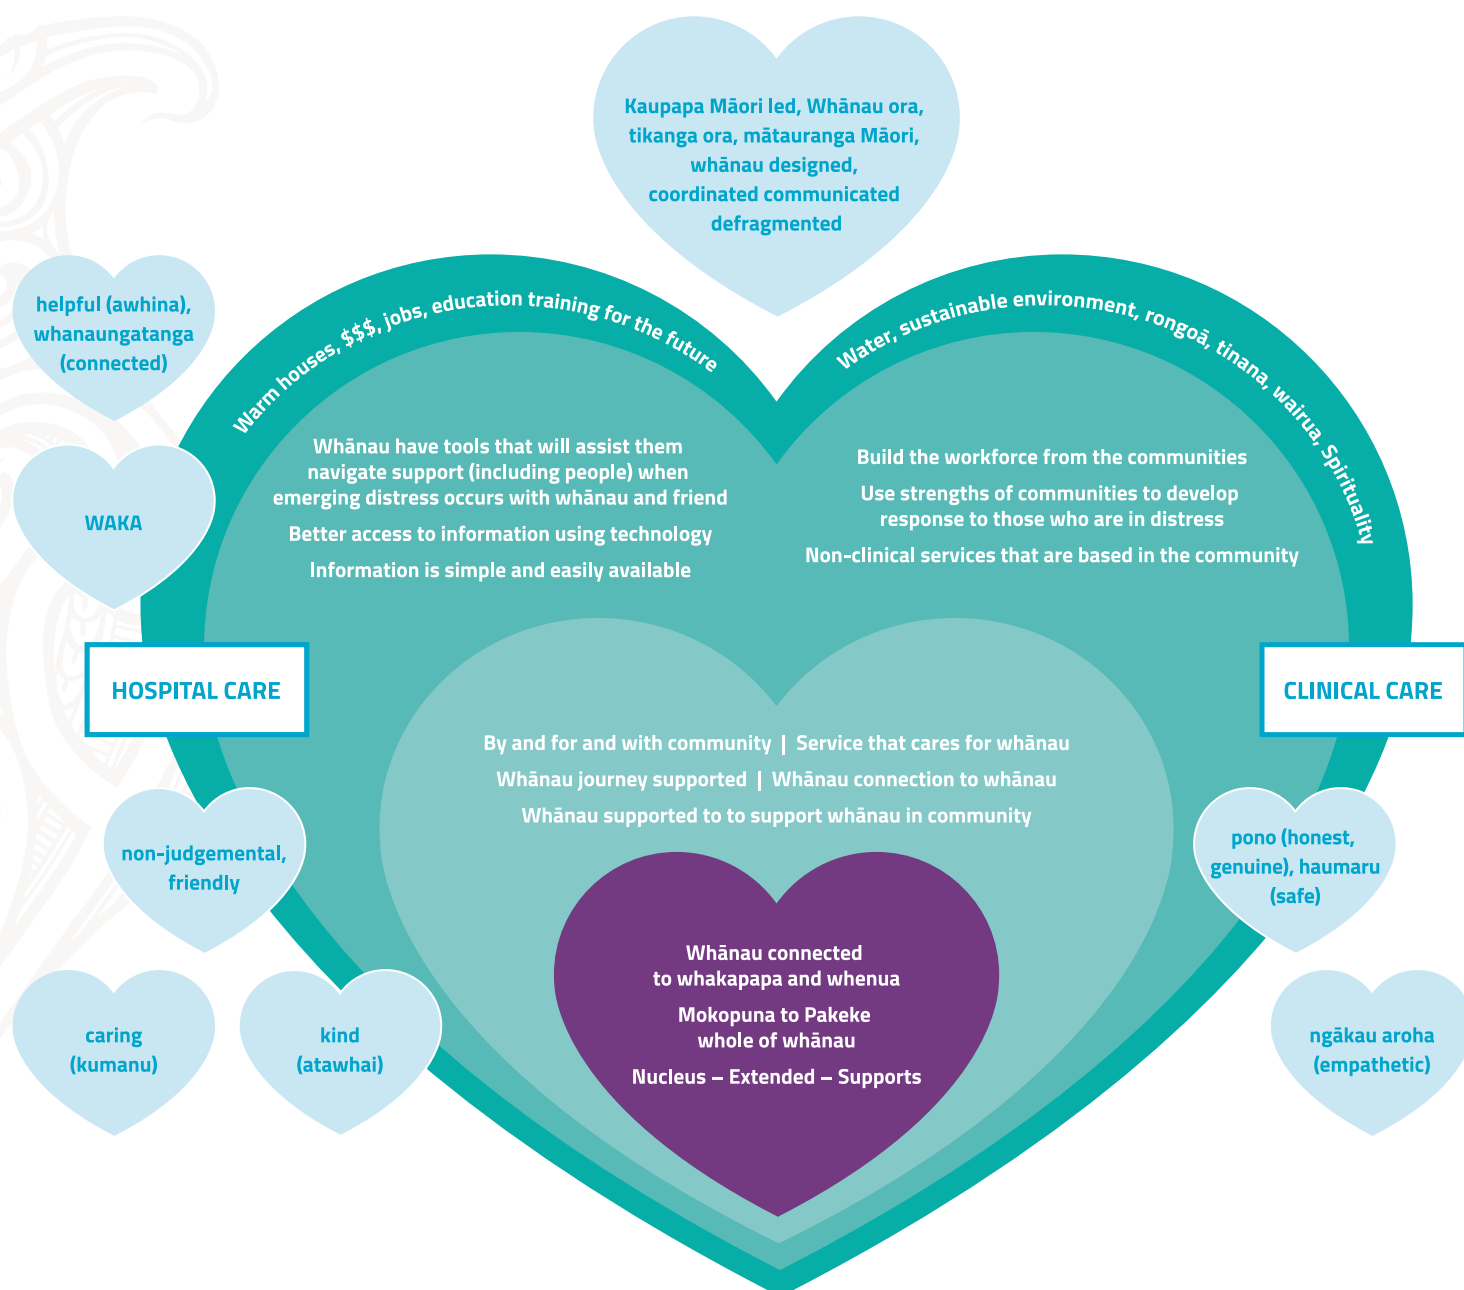 Kaupapa Māori led, Whānau ora,
tikanga ora, mātauranga Māori,
whānau designed,
coordinated communicated
defragmented
helpful (awhina),
whanaungatanga
(connected)
WAKA
Warm houses, $$$, jobs, education training for the future
Water, sustainable environment, rongoā, tinana, wairua, Spirituality
Whānau have tools that will assist them
navigate support (including people) when
emerging distress occurs with whānau and friend
Better access to information using technology
Information is simple and easily available
Build the workforce from the communities
Use strengths of communities to develop
response to those who are in distress
Non-clinical services that are based in the community
HOSPITAL CARE
CLINICAL CARE
By and for and with community | Service that cares for whānau
Whānau journey supported | Whānau connection to whānau
Whānau supported to to support whānau in community
non-judgemental,
friendly
pono (honest,
genuine), haumaru
(safe)
Whānau connected
to whakapapa and whenua
Mokopuna to Pakeke
whole of whānau
Nucleus – Extended – Supports
caring
(kumanu)
kind
(atawhai)
ngākau aroha
(empathetic)